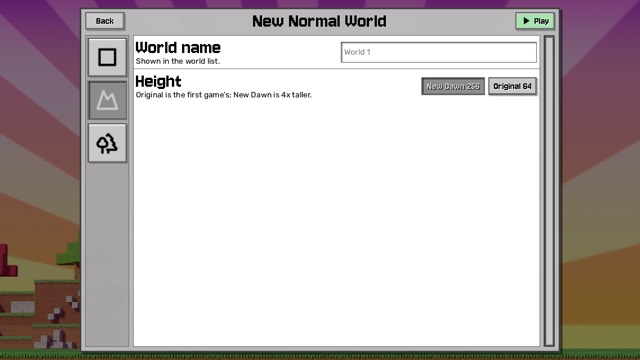 Back
New Normal World
Play
World name
Shown in the world list.
World 1
Height
Original is the first game's; New Dawn is 4x taller.
New Dawn 256
Original 64